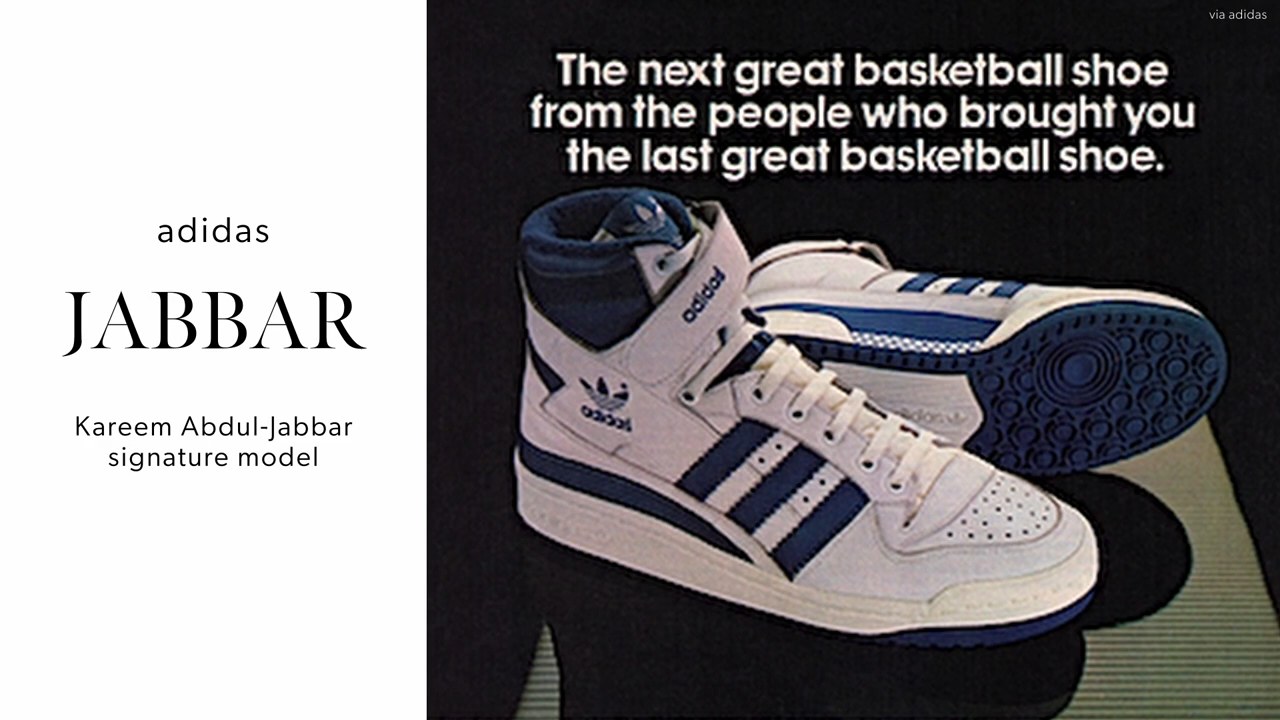 via adidas
The next great basketball shoe
from the people who brought you
the last great basketball shoe.
adidas
JABBAR
Kareem Abdul-Jabbar
signature model
adidas
adidas